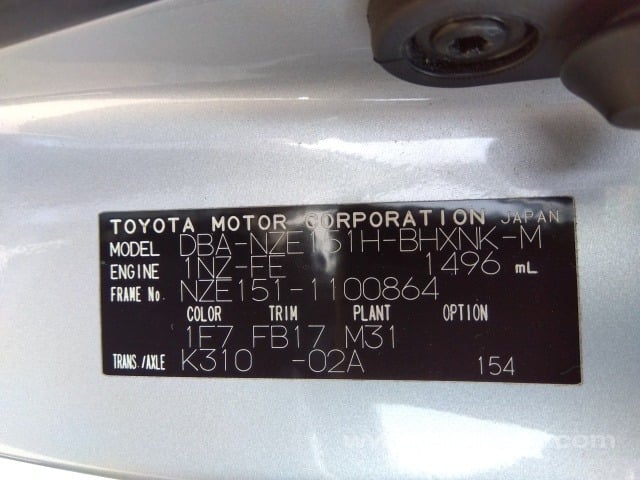 TOYOTA MOTOR CORPORATION JAPAN
MODEL DBA-NZE151H-BHXNK-M
ENGINE 1NZ-FE 1496 mL
FRAME No. NZE151-1100864
COLOR TRIM PLANT OPTION
1F7 FB17 M31
TRANS./AXLE K310 -02A 154